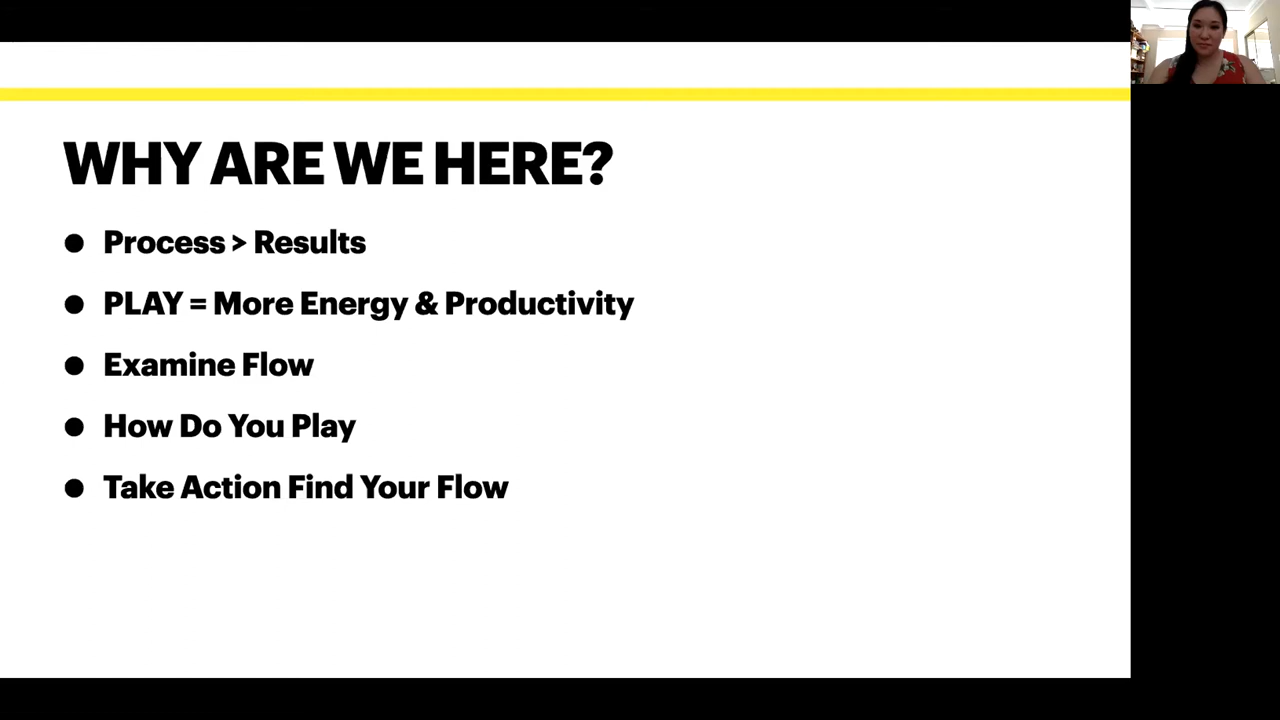 WHY ARE WE HERE?
● Process > Results
● PLAY = More Energy & Productivity
● Examine Flow
● How Do You Play
● Take Action Find Your Flow